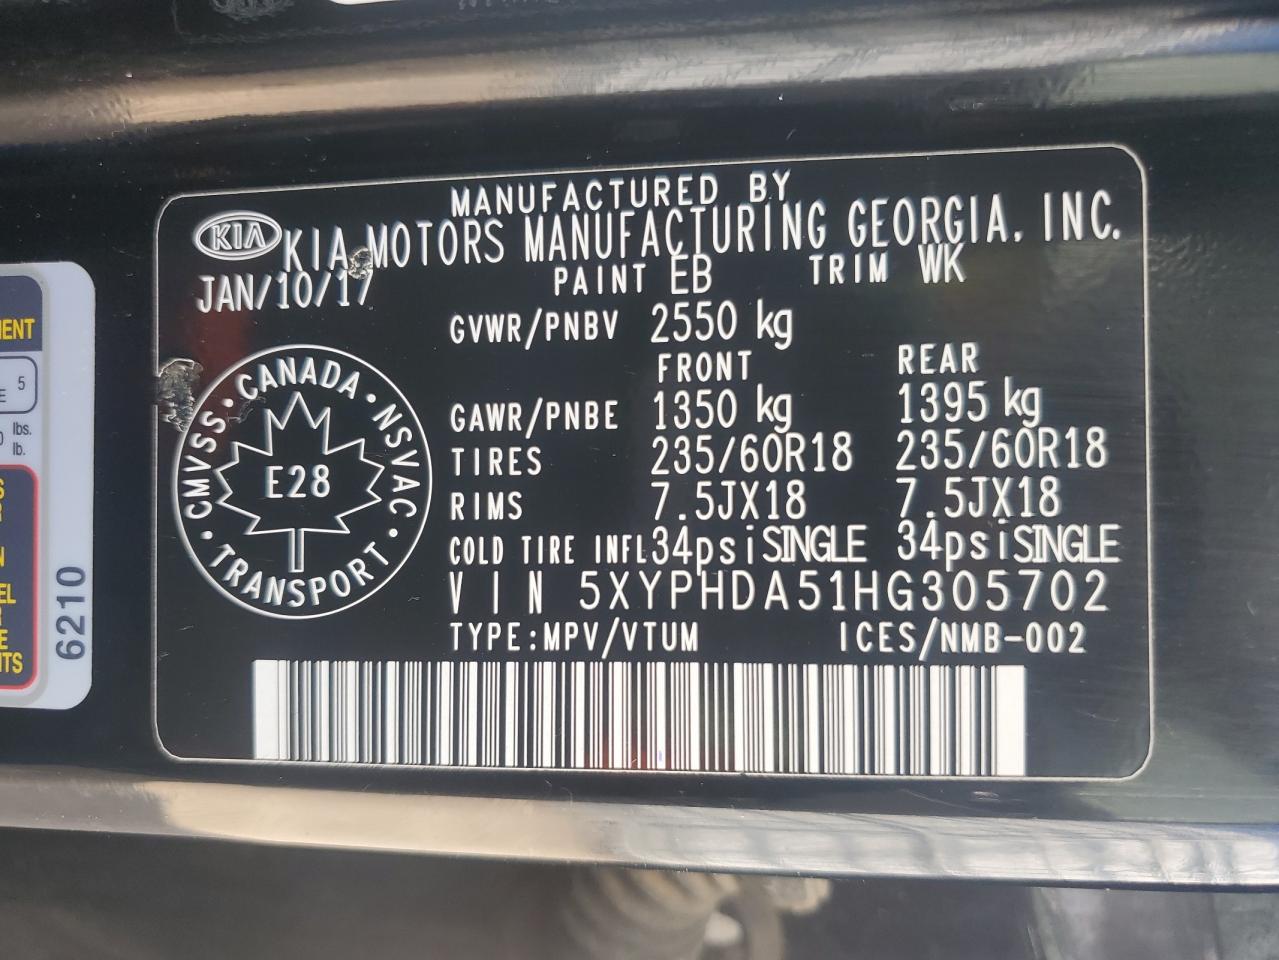 MANUFACTURED BY
KIA KIA MOTORS MANUFACTURING GEORGIA, INC.
JAN/10/17 PAINT EB TRIM WK
GVWR/PNBV 2550 kg
FRONT REAR
GAWR/PNBE 1350 kg 1395 kg
TIRES 235/60R18 235/60R18
RIMS 7.5JX18 7.5JX18
COLD TIRE INFL 34psi SINGLE 34psi SINGLE
VIN 5XYPHDA51HG305702
TYPE:MPV/VTUM ICES/NMB-002
CMVSS · CANADA · NSVAC · TRANSPORT ·
E28
5
lbs.
lb.
6210